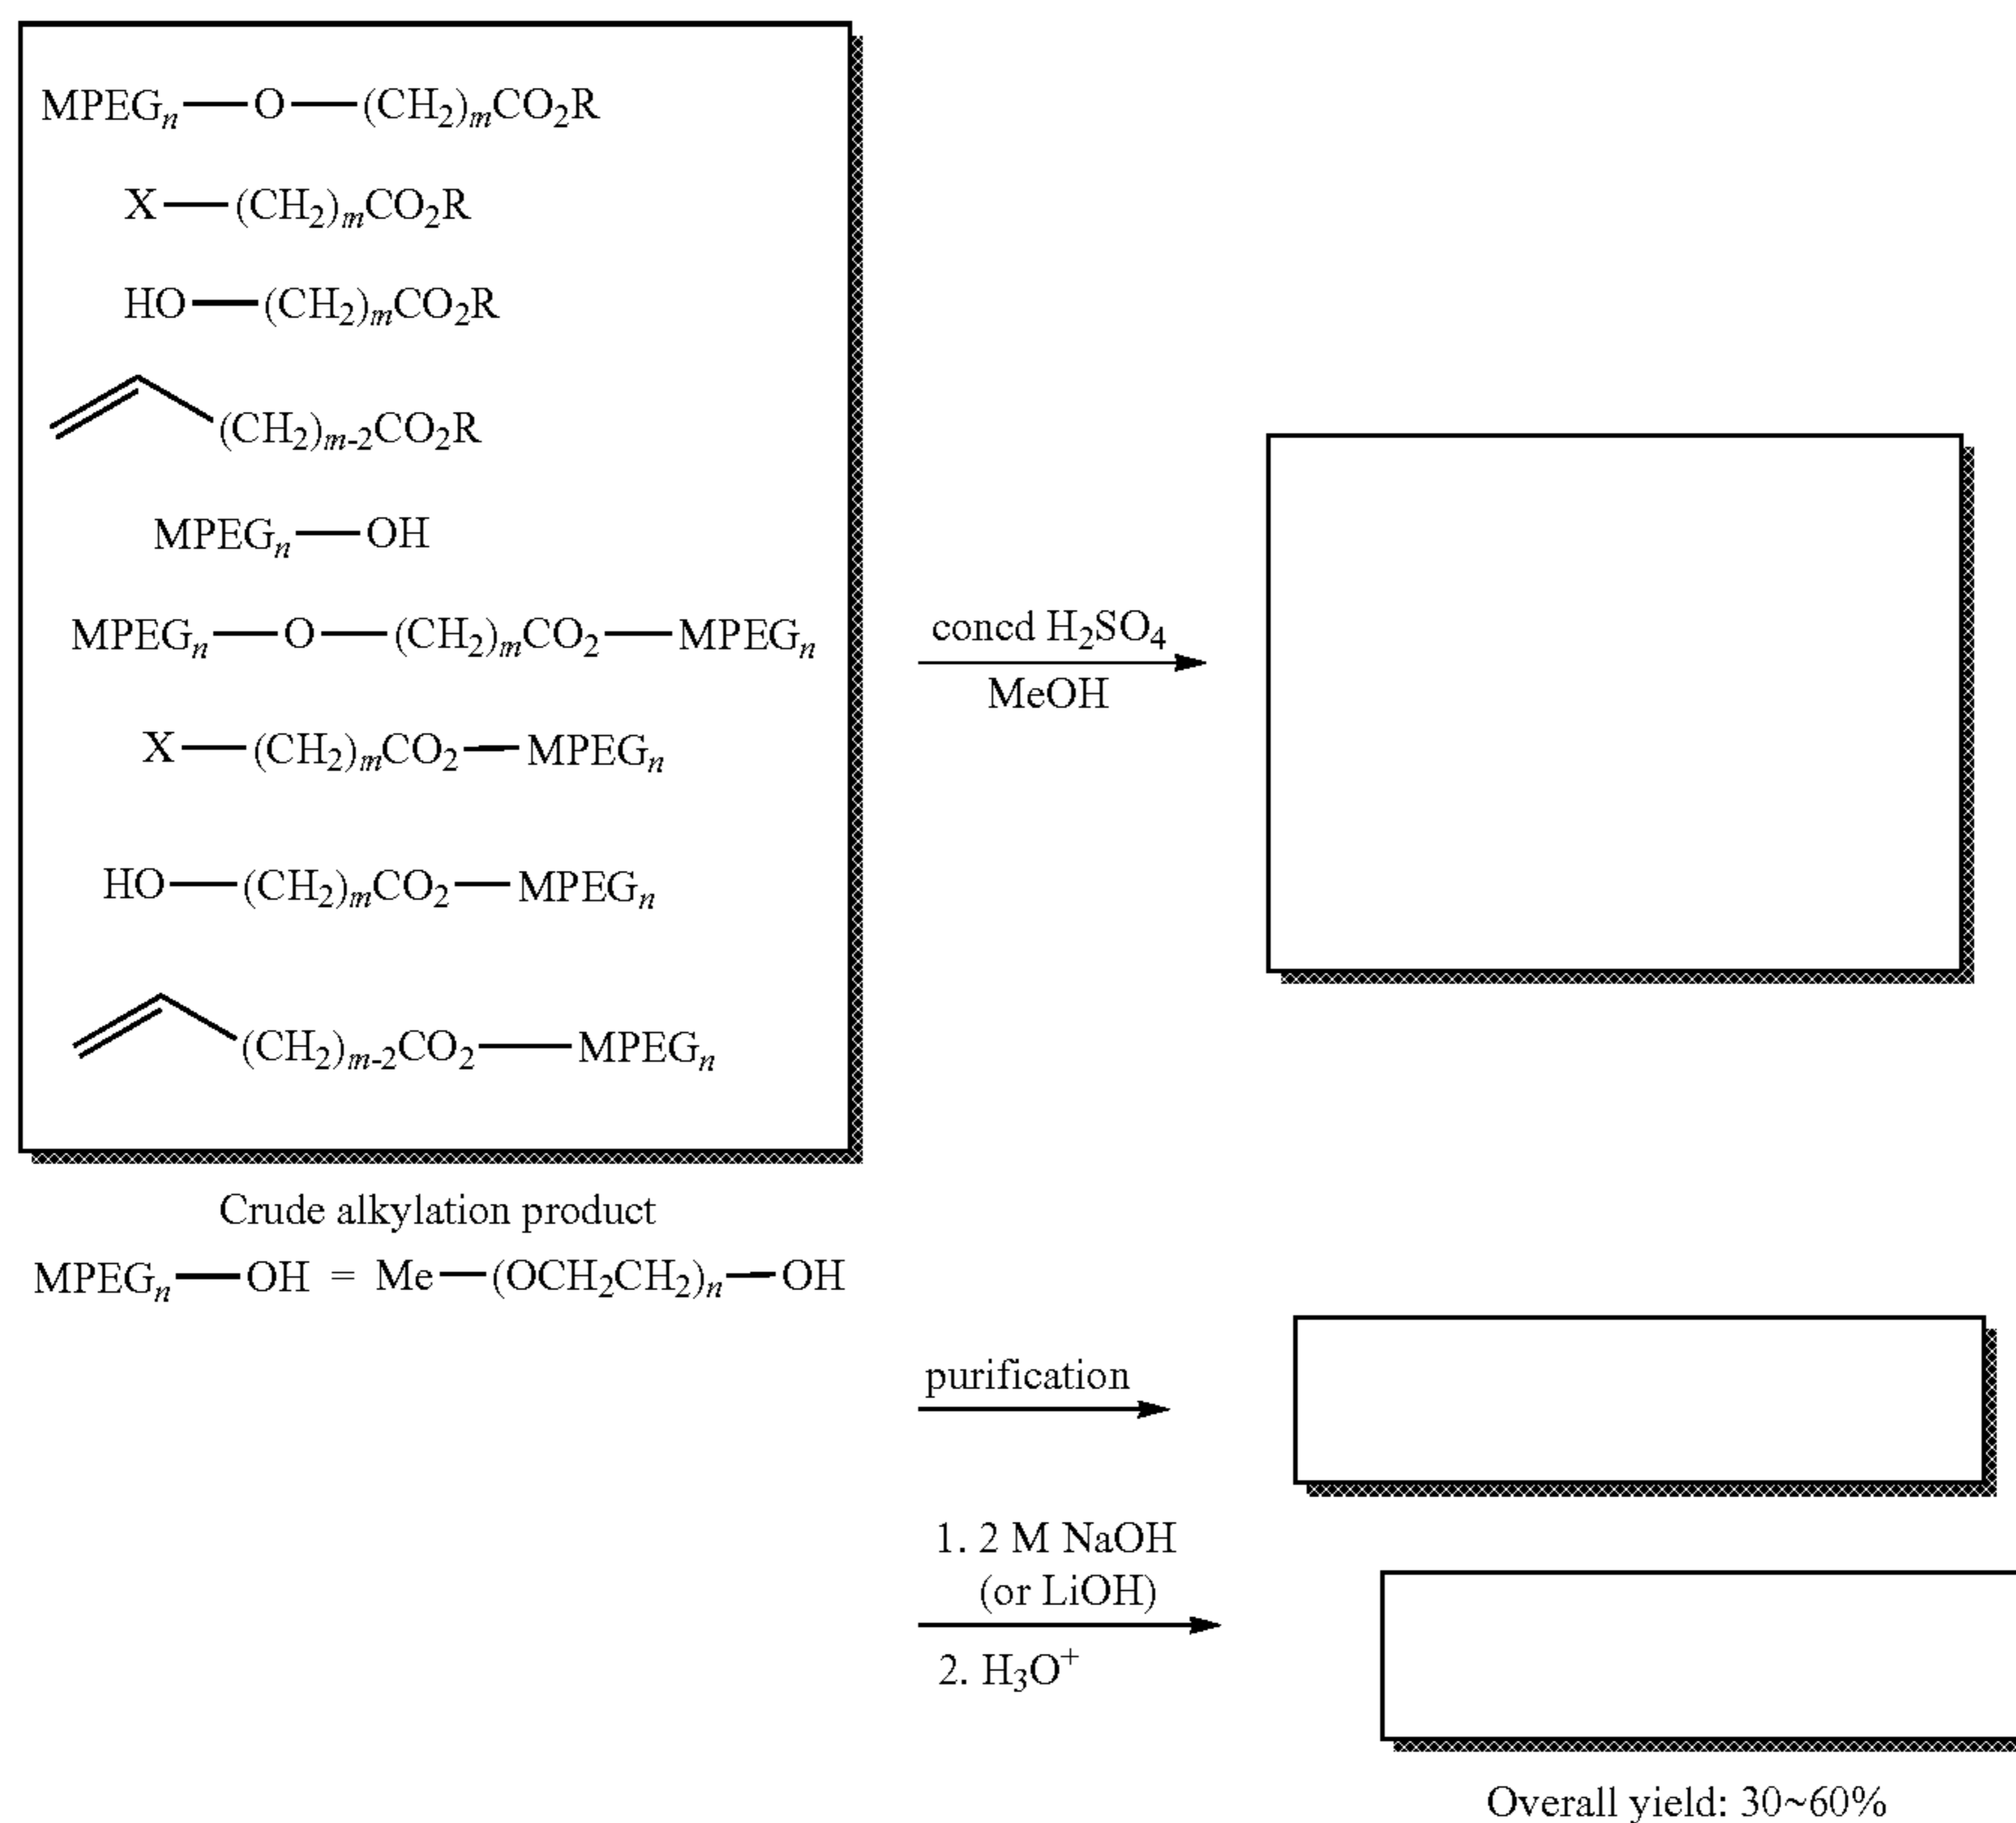 MPEGₙ—O—(CH₂)ₘCO₂R
X—(CH₂)ₘCO₂R
HO—(CH₂)ₘCO₂R
(CH₂)ₘ₋₂CO₂R
MPEGₙ—OH
MPEGₙ—O—(CH₂)ₘCO₂—MPEGₙ
X—(CH₂)ₘCO₂—MPEGₙ
HO—(CH₂)ₘCO₂—MPEGₙ
(CH₂)ₘ₋₂CO₂—MPEGₙ
concd H₂SO₄
MeOH
Crude alkylation product
MPEGₙ—OH = Me—(OCH₂CH₂)ₙ—OH
purification
1. 2 M NaOH
(or LiOH)
2. H₃O⁺
Overall yield: 30~60%